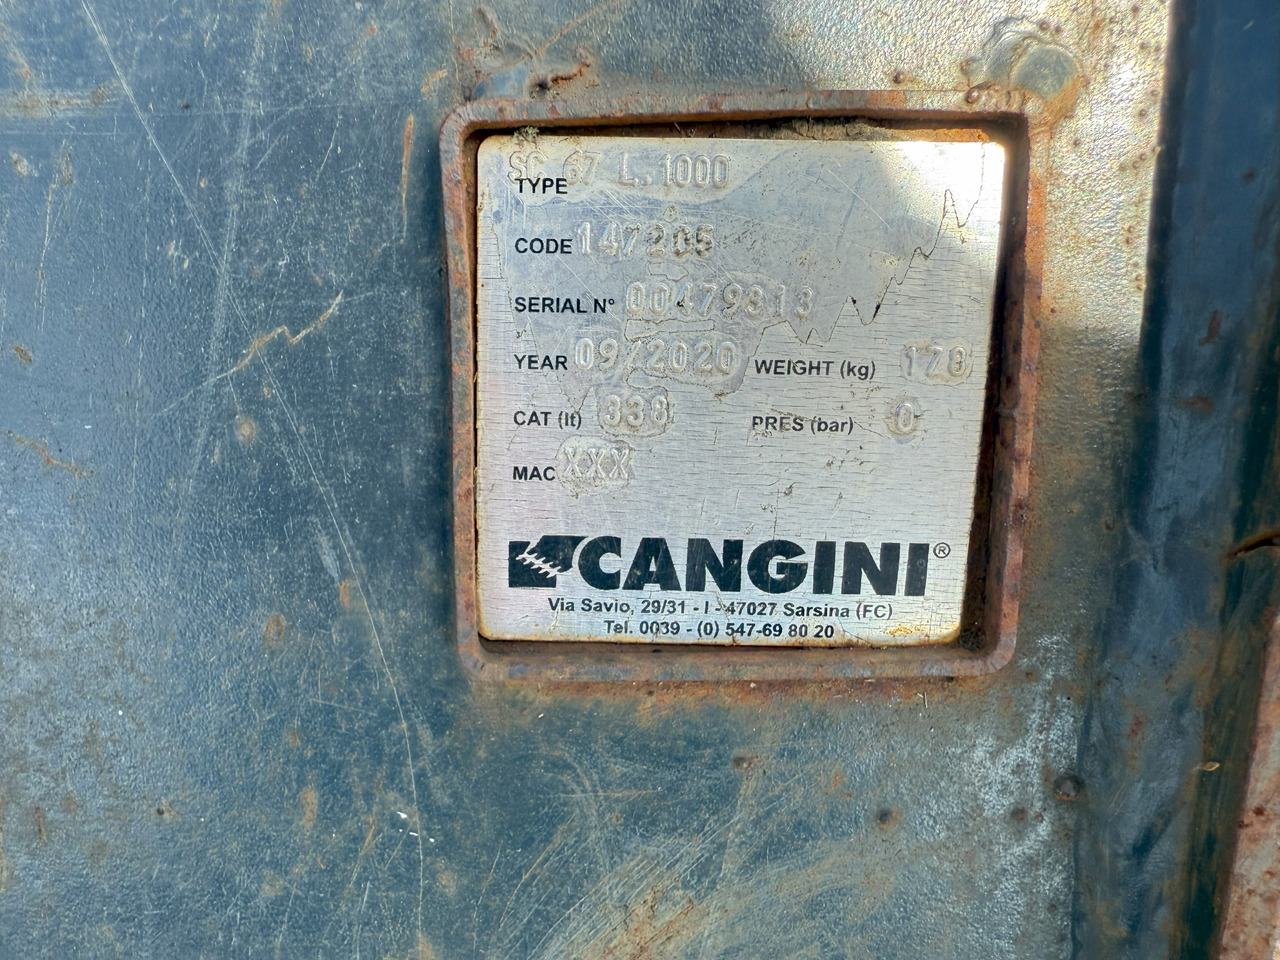 SC 67 L.1000
TYPE
CODE 147205
SERIAL N° 00479313
YEAR 09/2020 WEIGHT (kg) 178
CAT (lt) 338 PRES (bar) 0
MAC XXX
CANGINI®
Via Savio, 29/31 - I - 47027 Sarsina (FC)
Tel. 0039 - (0) 547-69 80 20